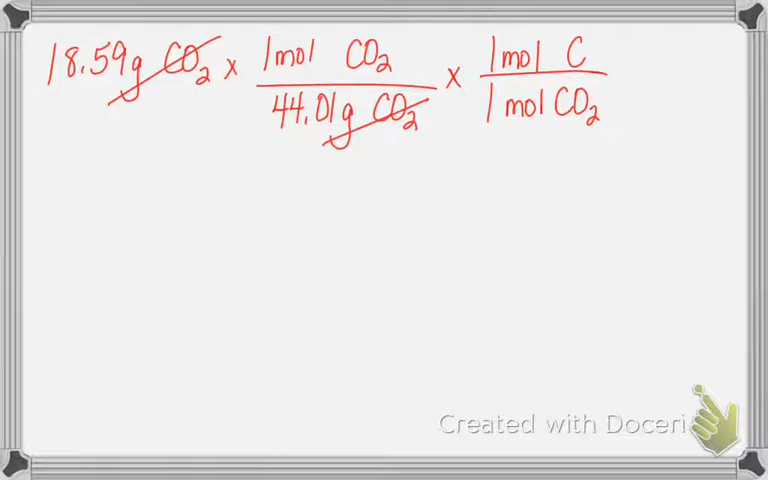 18.59g CO₂ x 1mol CO₂ x 1mol C
44.01g CO₂ 1mol CO₂
Created with Doceri